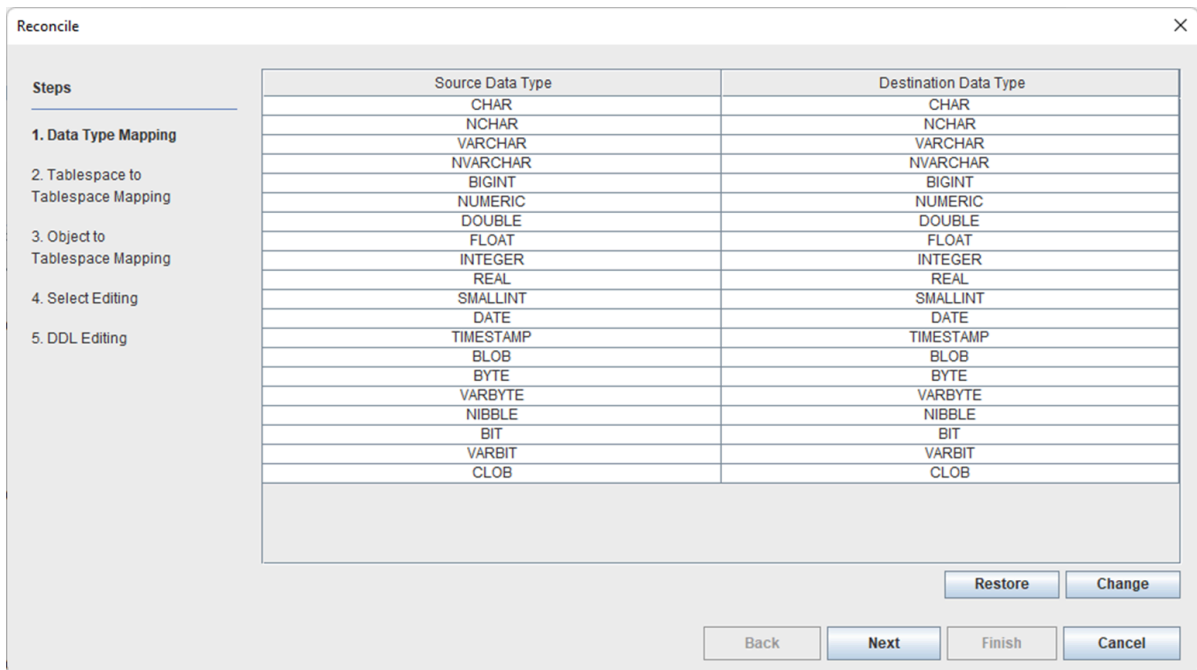 Reconcile
Steps
1. Data Type Mapping
2. Tablespace to
Tablespace Mapping
3. Object to
Tablespace Mapping
4. Select Editing
5. DDL Editing
Source Data Type Destination Data Type
CHAR CHAR
NCHAR NCHAR
VARCHAR VARCHAR
NVARCHAR NVARCHAR
BIGINT BIGINT
NUMERIC NUMERIC
DOUBLE DOUBLE
FLOAT FLOAT
INTEGER INTEGER
REAL REAL
SMALLINT SMALLINT
DATE DATE
TIMESTAMP TIMESTAMP
BLOB BLOB
BYTE BYTE
VARBYTE VARBYTE
NIBBLE NIBBLE
BIT BIT
VARBIT VARBIT
CLOB CLOB
Restore Change
Back Next Finish Cancel